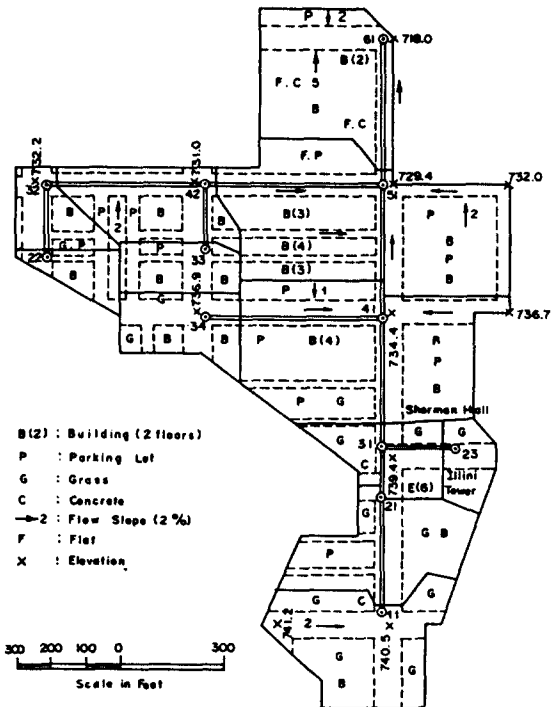 P 2
61 718.0
B(2)
F.C 5
B
F.C
F.P
732.2
731.0
729.4
732.0
42
51
B
P
2
P
B
B
B(3)
P
2
B
G P
P
B(4)
22
33
B
P
B
B
B
B(3)
B
G
P
1
736.9
34
41
736.7
734.4
G
B
B
P
B(4)
R
P
B
P
G
Sherman Hall
G
G
G
31
23
C
739.4
Illini
Tower
E(6)
21
G
G B
P
G
G
C
11
741.2
2
740.5
G
G
G
B
B(2) : Building (2 floors)
P : Parking Lot
G : Grass
C : Concrete
→2 : Flow Slope (2%)
F : Flat
X : Elevation
300 200 100 0 300
Scale in Feet